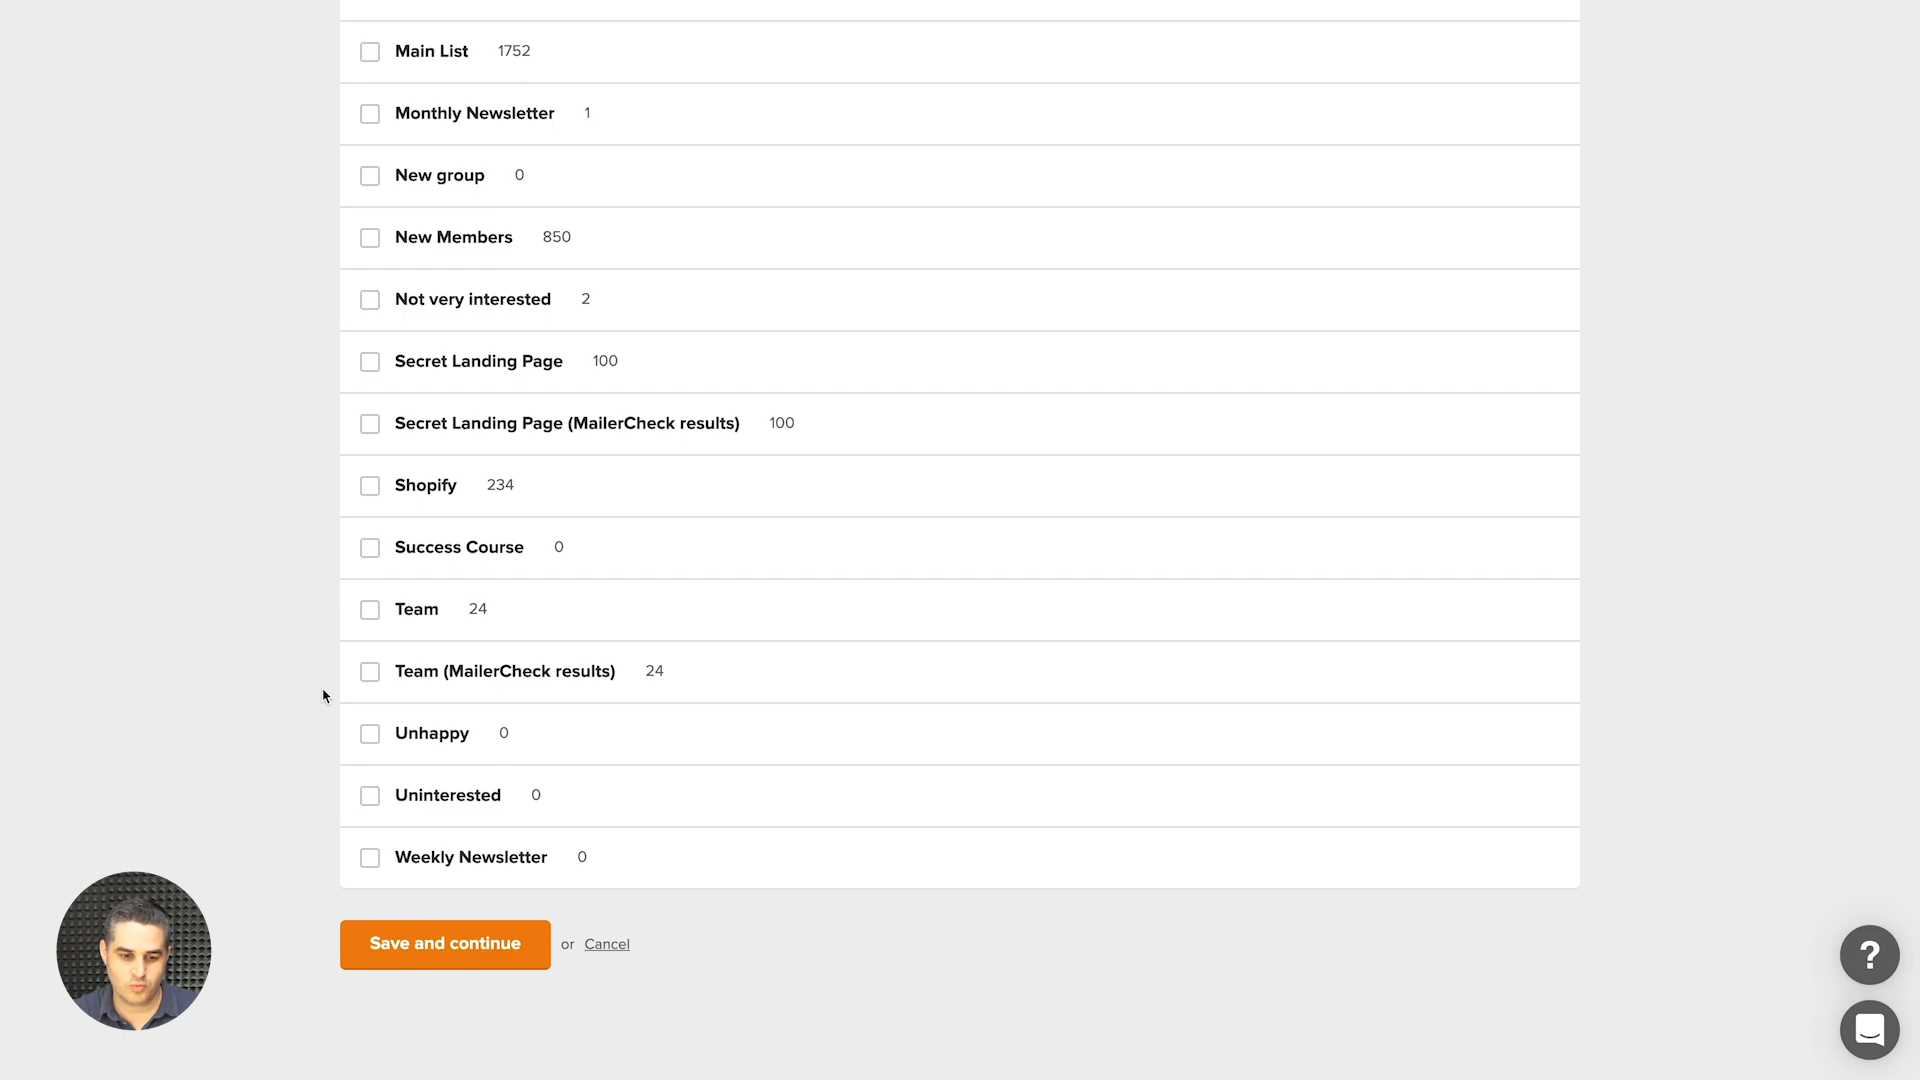 Main List 1752
Monthly Newsletter 1
New group 0
New Members 850
Not very interested 2
Secret Landing Page 100
Secret Landing Page (MailerCheck results) 100
Shopify 234
Success Course 0
Team 24
Team (MailerCheck results) 24
Unhappy 0
Uninterested 0
Weekly Newsletter 0
Save and continue or Cancel
?